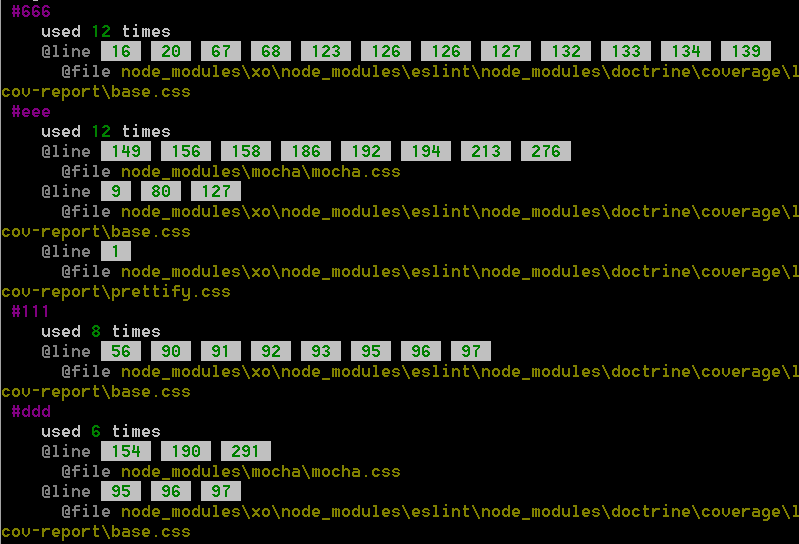 #666
used 12 times
@line 16 20 67 68 123 126 126 127 132 133 134 139
@file node_modules\xo\node_modules\eslint\node_modules\doctrine\coverage\l
cov-report\base.css
#eee
used 12 times
@line 149 156 158 186 192 194 213 276
@file node_modules\mocha\mocha.css
@line 9 80 127
@file node_modules\xo\node_modules\eslint\node_modules\doctrine\coverage\l
cov-report\base.css
@line 1
@file node_modules\xo\node_modules\eslint\node_modules\doctrine\coverage\l
cov-report\prettify.css
#111
used 8 times
@line 56 90 91 92 93 95 96 97
@file node_modules\xo\node_modules\eslint\node_modules\doctrine\coverage\l
cov-report\base.css
#ddd
used 6 times
@line 154 190 291
@file node_modules\mocha\mocha.css
@line 95 96 97
@file node_modules\xo\node_modules\eslint\node_modules\doctrine\coverage\l
cov-report\base.css